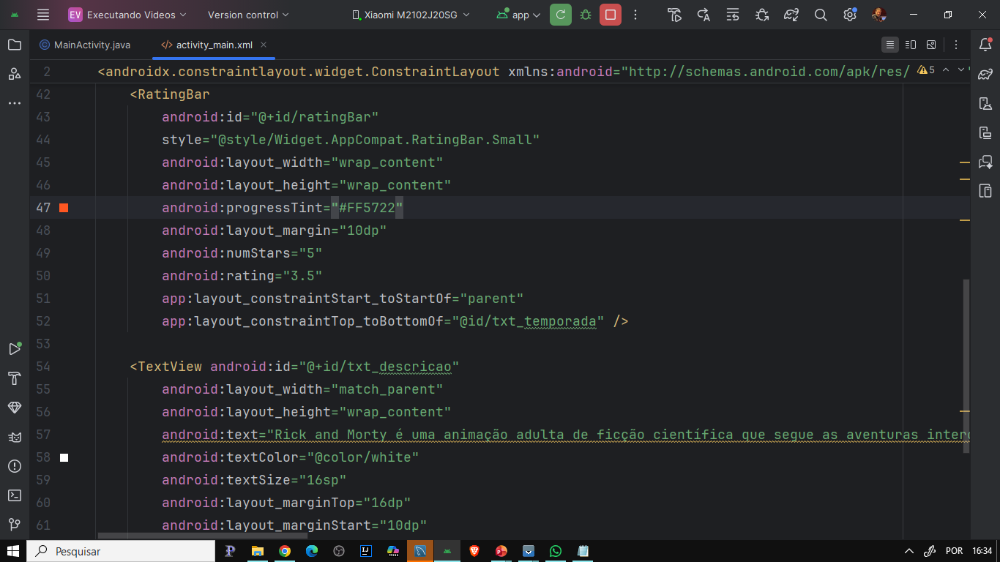 EV Executando Videos Version control Xiaomi M2102J20SG app
MainActivity.java activity_main.xml
2 <androidx.constraintlayout.widget.ConstraintLayout xmlns:android="http://schemas.android.com/apk/res/ 5
42 <RatingBar
43 android:id="@+id/ratingBar"
44 style="@style/Widget.AppCompat.RatingBar.Small"
45 android:layout_width="wrap_content"
46 android:layout_height="wrap_content"
47 android:progressTint="#FF5722"
48 android:layout_margin="10dp"
49 android:numStars="5"
50 android:rating="3.5"
51 app:layout_constraintStart_toStartOf="parent"
52 app:layout_constraintTop_toBottomOf="@id/txt_temporada" />
53
54 <TextView android:id="@+id/txt_descricao"
55 android:layout_width="match_parent"
56 android:layout_height="wrap_content"
57 android:text="Rick and Morty é uma animação adulta de ficção científica que segue as aventuras
58 android:textColor="@color/white"
59 android:textSize="16sp"
60 android:layout_marginTop="16dp"
61 android:layout_marginStart="10dp"
Pesquisar IJ M365 POR 16:34